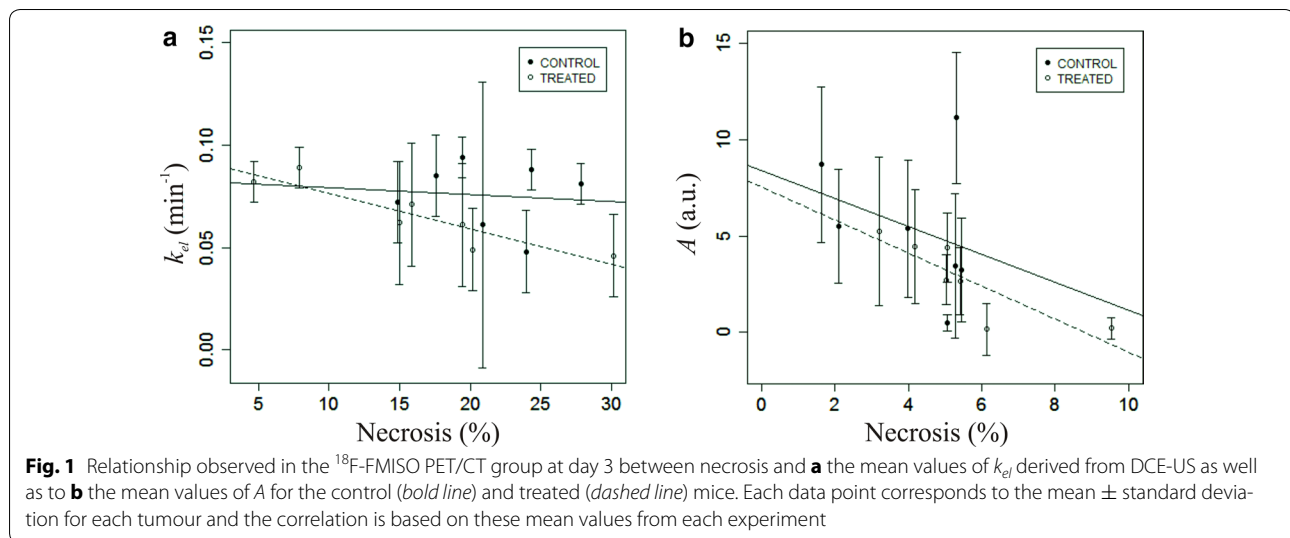 a
0.15
0.10
0.05
0.00
k_el (min⁻¹)
CONTROL
TREATED
5 10 15 20 25 30
Necrosis (%)
b
15
10
5
0
A (a.u.)
CONTROL
TREATED
0 2 4 6 8 10
Necrosis (%)
Fig. 1 Relationship observed in the ¹⁸F-FMISO PET/CT group at day 3 between necrosis and a the mean values of k_el derived from DCE-US as well
as to b the mean values of A for the control (bold line) and treated (dashed line) mice. Each data point corresponds to the mean ± standard devia-
tion for each tumour and the correlation is based on these mean values from each experiment